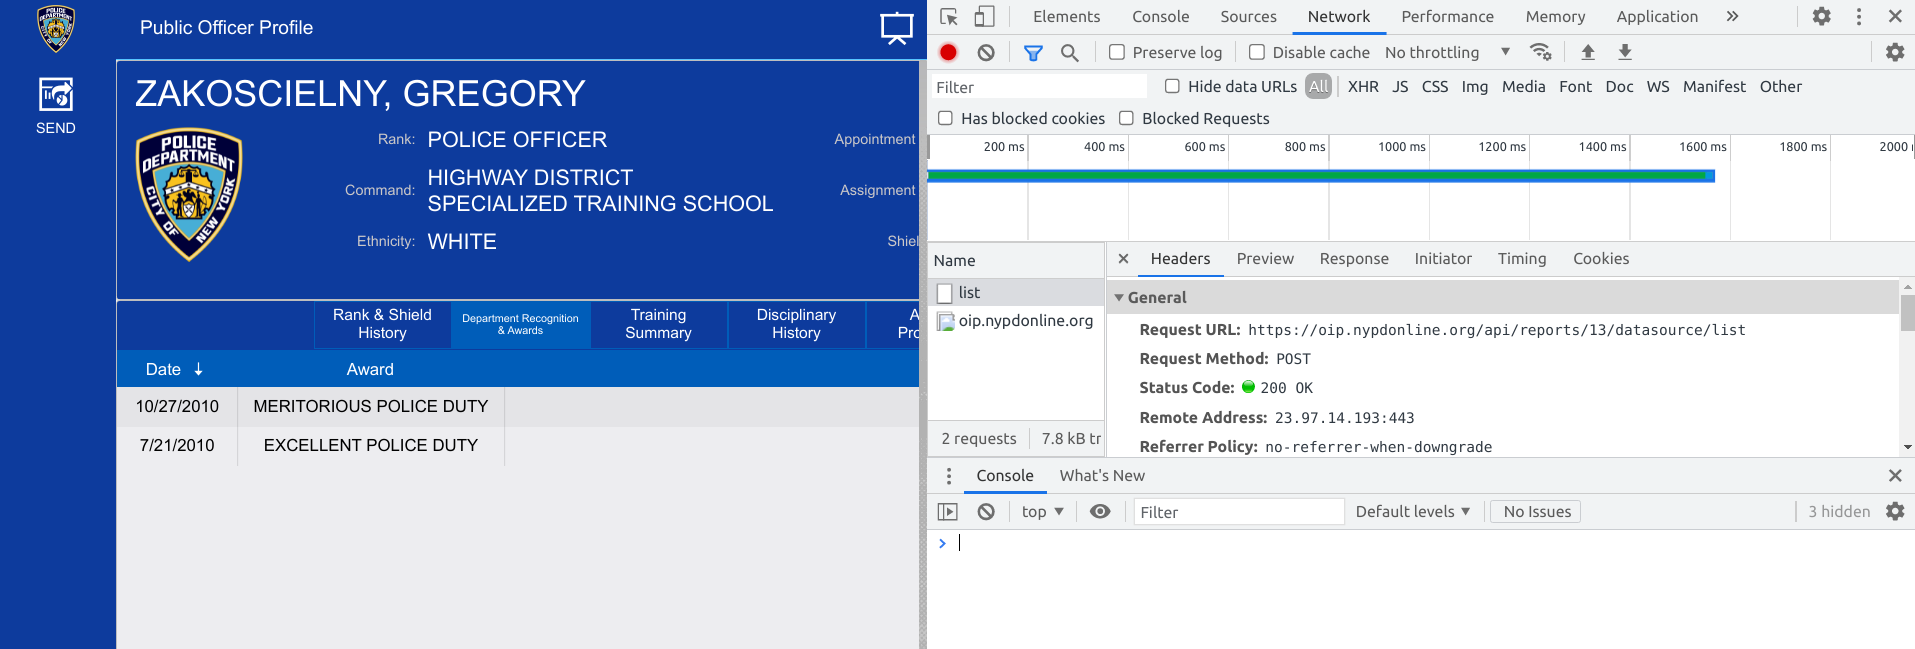 Public Officer Profile
SEND
ZAKOSCIELNY, GREGORY
POLICE
DEPARTMENT
CITY OF
NEW YORK
Rank: POLICE OFFICER Appointment
Command: HIGHWAY DISTRICT
SPECIALIZED TRAINING SCHOOL Assignment
Ethnicity: WHITE Shiel
Rank & Shield
History
Department Recognition
& Awards
Training
Summary
Disciplinary
History
A
Pro
Date ↓ Award
10/27/2010 MERITORIOUS POLICE DUTY
7/21/2010 EXCELLENT POLICE DUTY
Elements Console Sources Network Performance Memory Application »
Preserve log Disable cache No throttling
Filter Hide data URLs All XHR JS CSS Img Media Font Doc WS Manifest Other
Has blocked cookies Blocked Requests
200 ms 400 ms 600 ms 800 ms 1000 ms 1200 ms 1400 ms 1600 ms 1800 ms 2000
Name
list
oip.nypdonline.org
2 requests 7.8 kB tr
× Headers Preview Response Initiator Timing Cookies
General
Request URL: https://oip.nypdonline.org/api/reports/13/datasource/list
Request Method: POST
Status Code: 200 OK
Remote Address: 23.97.14.193:443
Referrer Policy: no-referrer-when-downgrade
Console What's New
top Filter Default levels No Issues 3 hidden